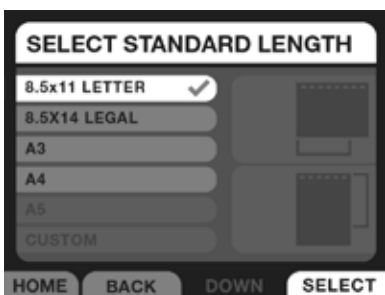 SELECT STANDARD LENGTH
8.5x11 LETTER
8.5X14 LEGAL
A3
A4
A5
CUSTOM
HOME BACK DOWN SELECT